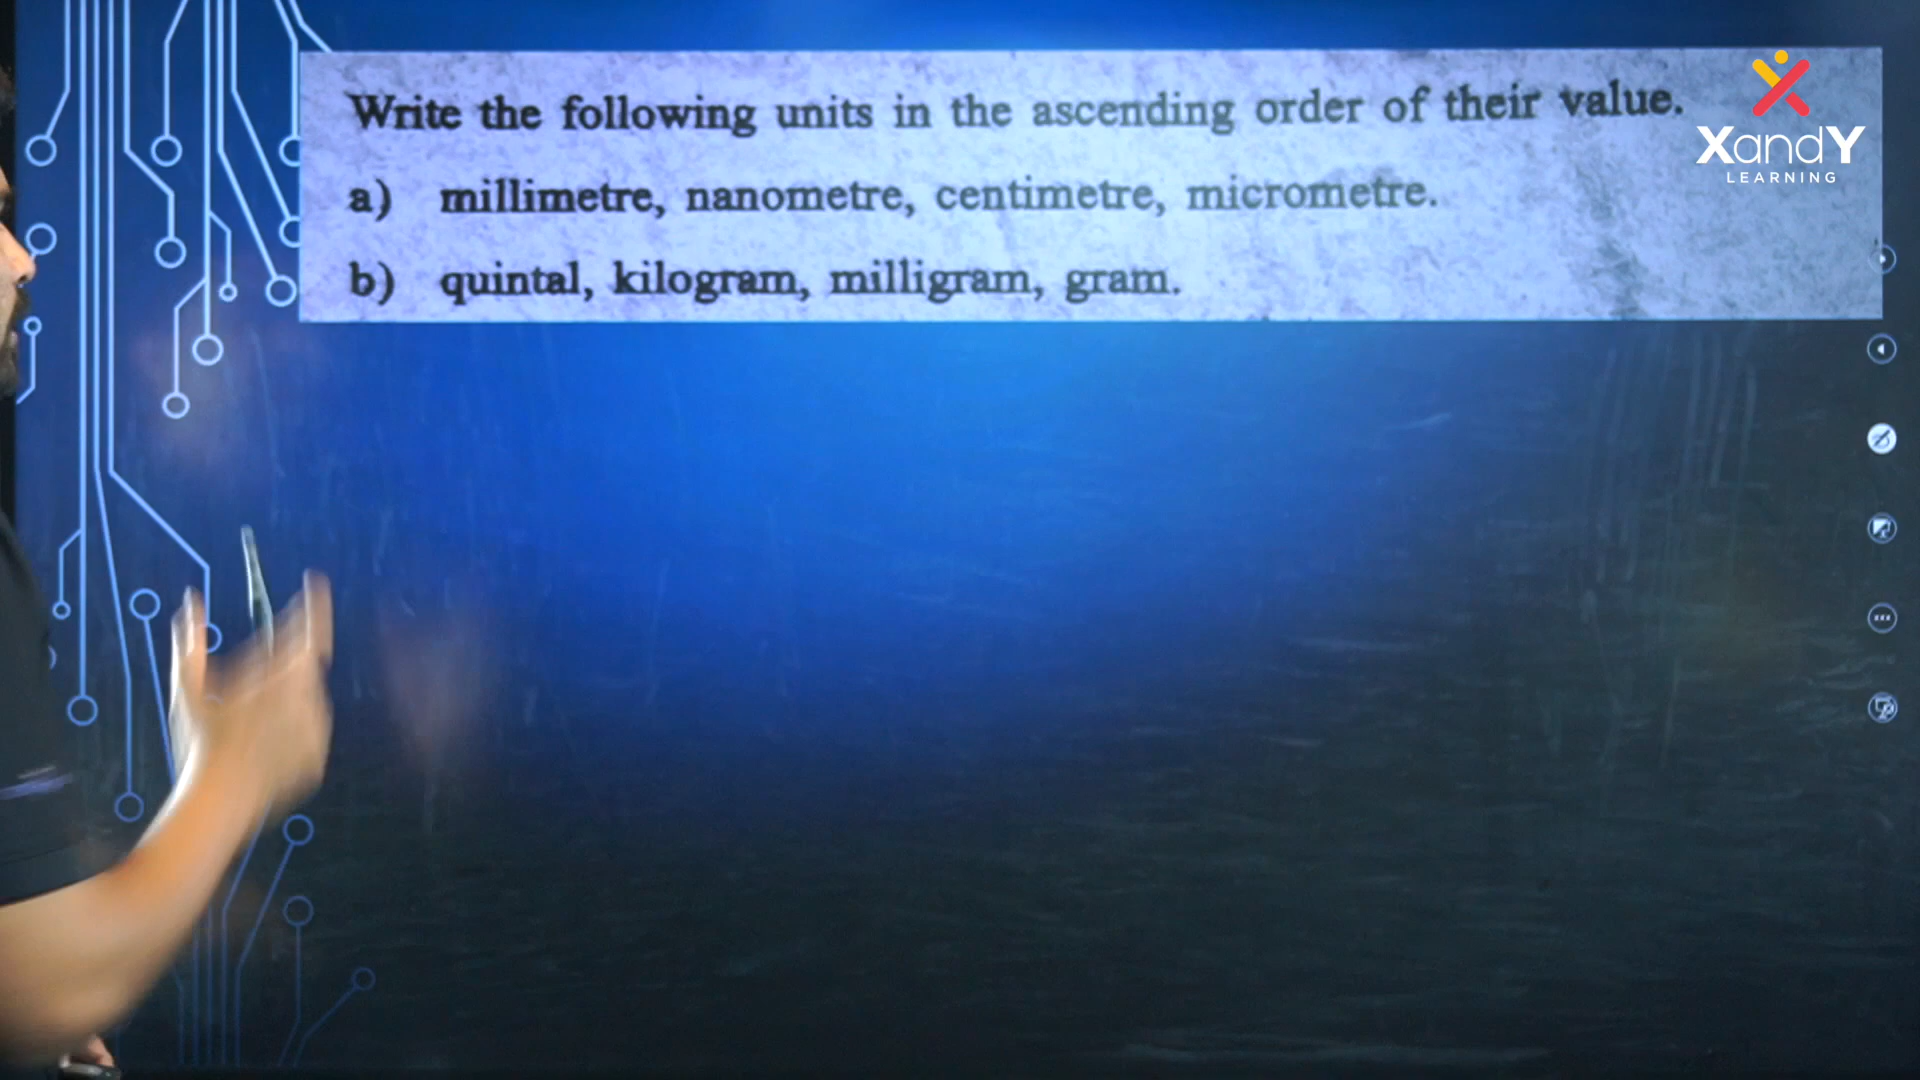 Write the following units in the ascending order of their value.
a) millimetre, nanometre, centimetre, micrometre.
b) quintal, kilogram, milligram, gram.
XandY
LEARNING